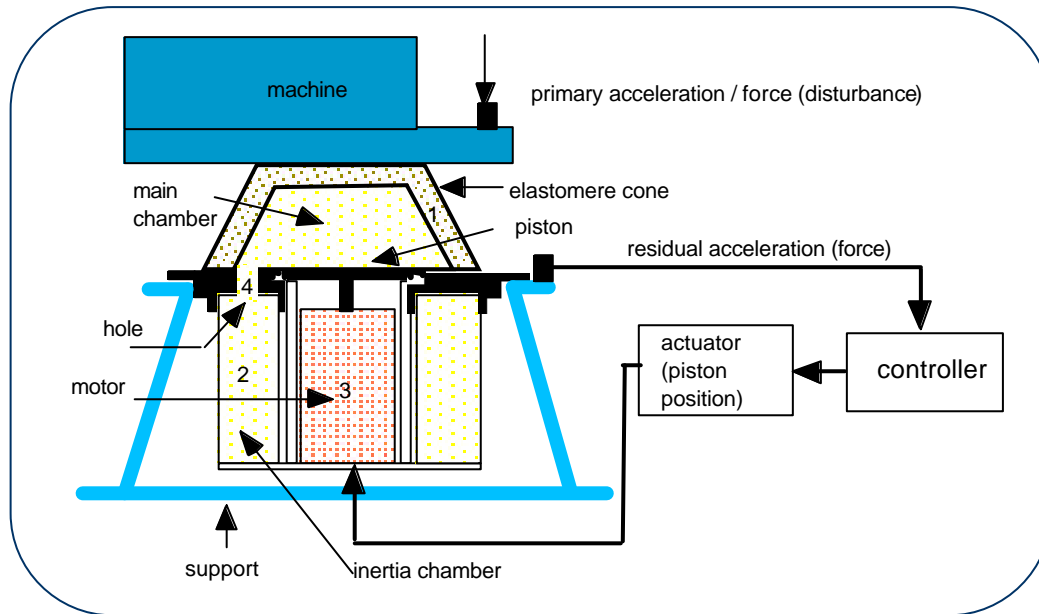 machine
primary acceleration / force (disturbance)
main
chamber
elastomere cone
1
piston
residual acceleration (force)
4
hole
actuator
(piston
position)
controller
2
motor
3
support
inertia chamber